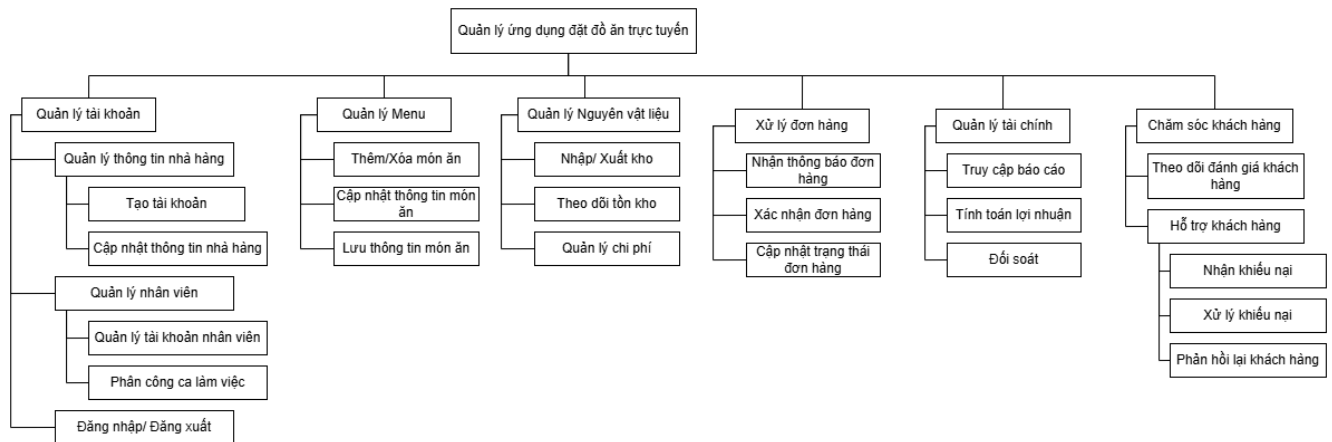 Quản lý ứng dụng đặt đồ ăn trực tuyến
Quản lý tài khoản
Quản lý thông tin nhà hàng
Tạo tài khoản
Cập nhật thông tin nhà hàng
Quản lý nhân viên
Quản lý tài khoản nhân viên
Phân công ca làm việc
Đăng nhập/ Đăng xuất
Quản lý Menu
Thêm/Xóa món ăn
Cập nhật thông tin món
ăn
Lưu thông tin món ăn
Quản lý Nguyên vật liệu
Nhập/ Xuất kho
Theo dõi tồn kho
Quản lý chi phí
Xử lý đơn hàng
Nhận thông báo đơn
hàng
Xác nhận đơn hàng
Cập nhật trạng thái
đơn hàng
Quản lý tài chính
Truy cập báo cáo
Tính toán lợi nhuận
Đối soát
Chăm sóc khách hàng
Theo dõi đánh giá khách
hàng
Hỗ trợ khách hàng
Nhận khiếu nại
Xử lý khiếu nại
Phản hồi lại khách hàng